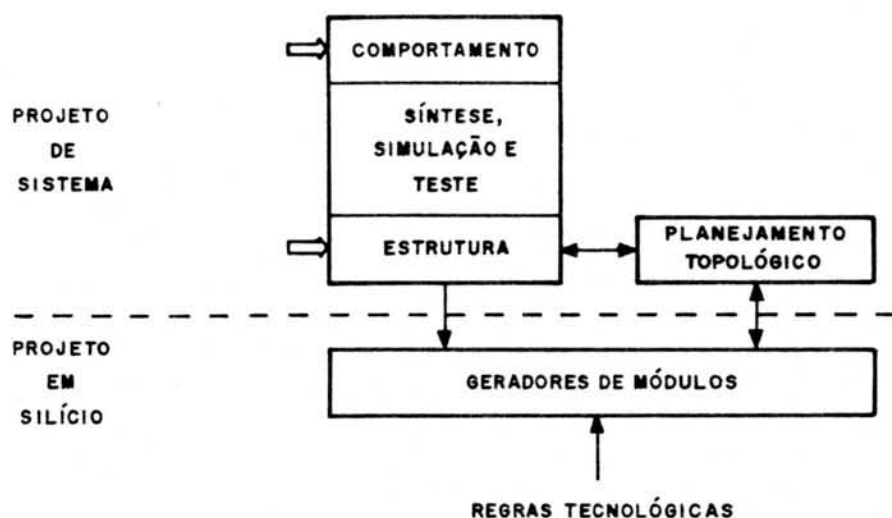 COMPORTAMENTO
PROJETO
DE
SISTEMA
SÍNTESE,
SIMULAÇÃO E
TESTE
ESTRUTURA
PLANEJAMENTO
TOPOLÓGICO
PROJETO
EM
SILÍCIO
GERADORES DE MÓDULOS
REGRAS TECNOLÓGICAS